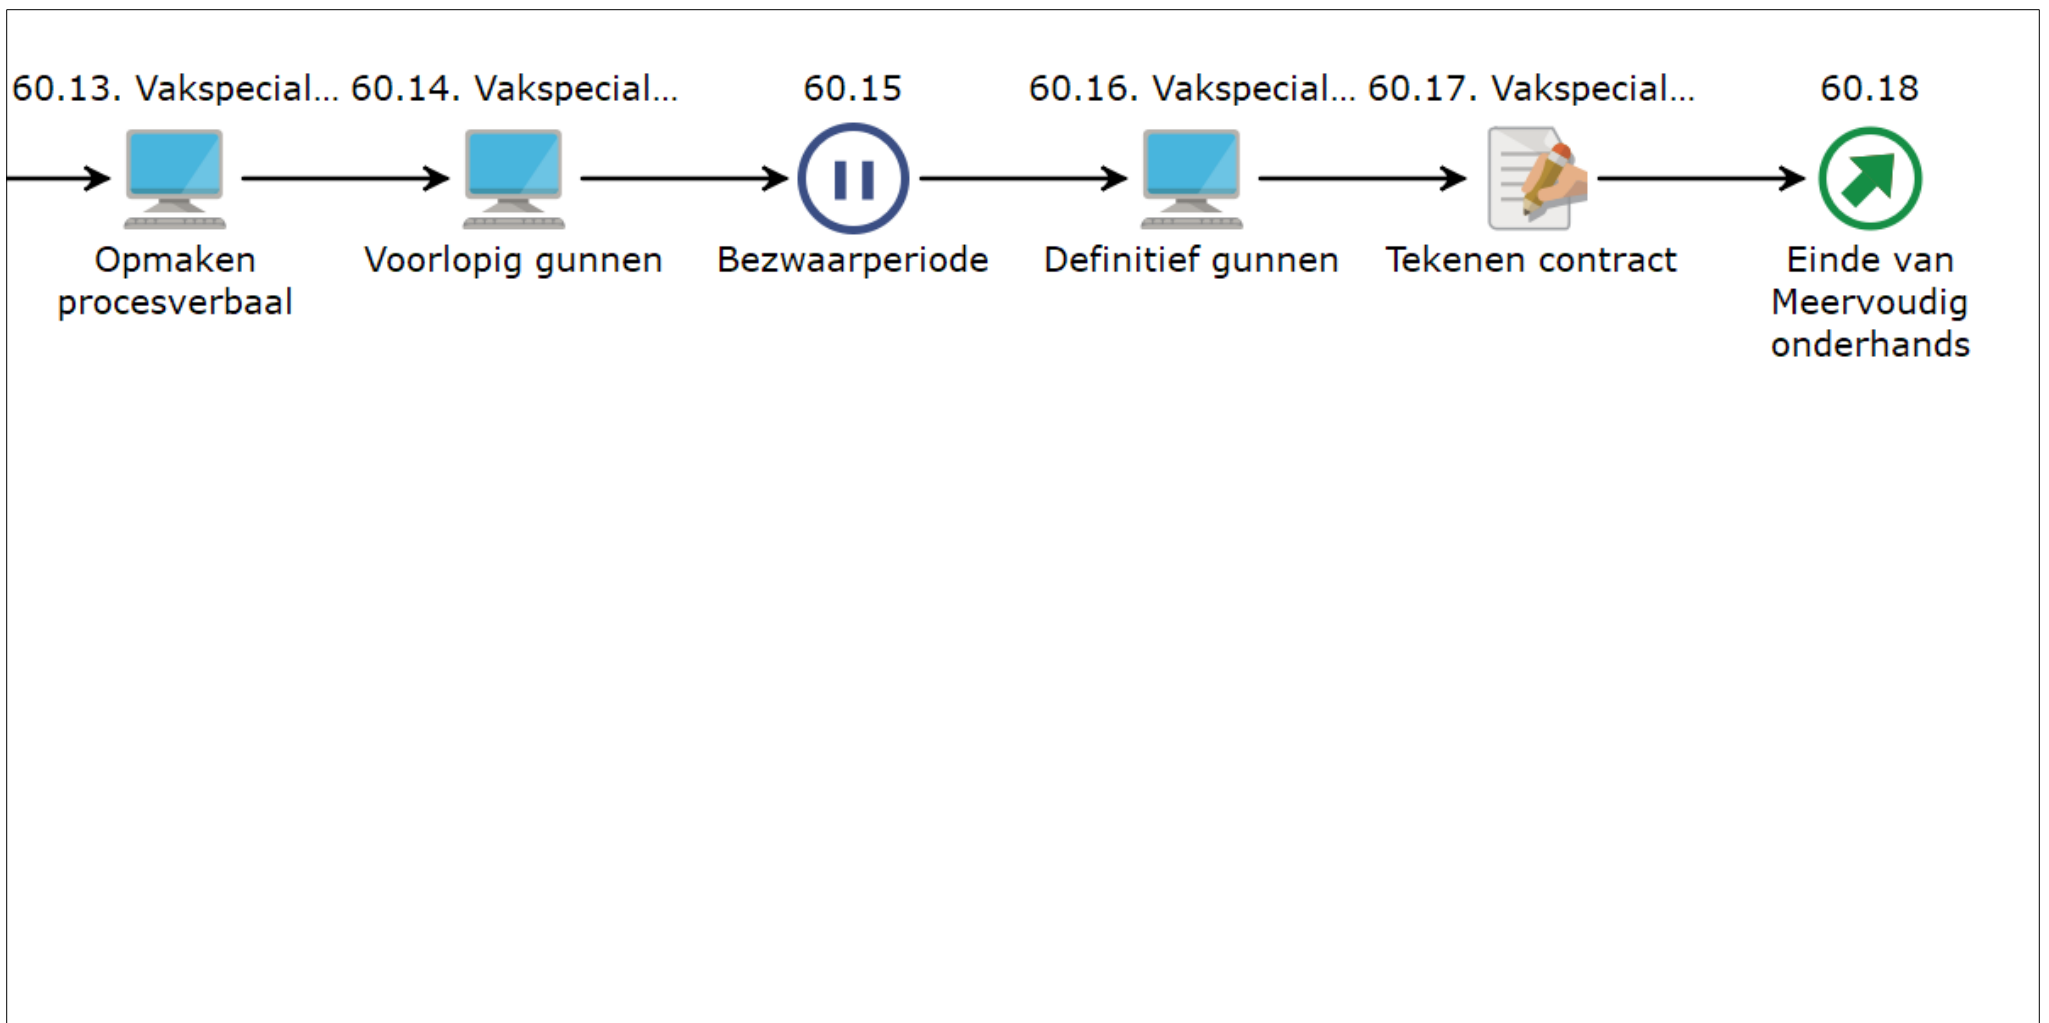 60.13. Vakspecial...
60.14. Vakspecial...
60.15
60.16. Vakspecial...
60.17. Vakspecial...
60.18
Opmaken
procesverbaal
Voorlopig gunnen
Bezwaarperiode
Definitief gunnen
Tekenen contract
Einde van
Meervoudig
onderhands